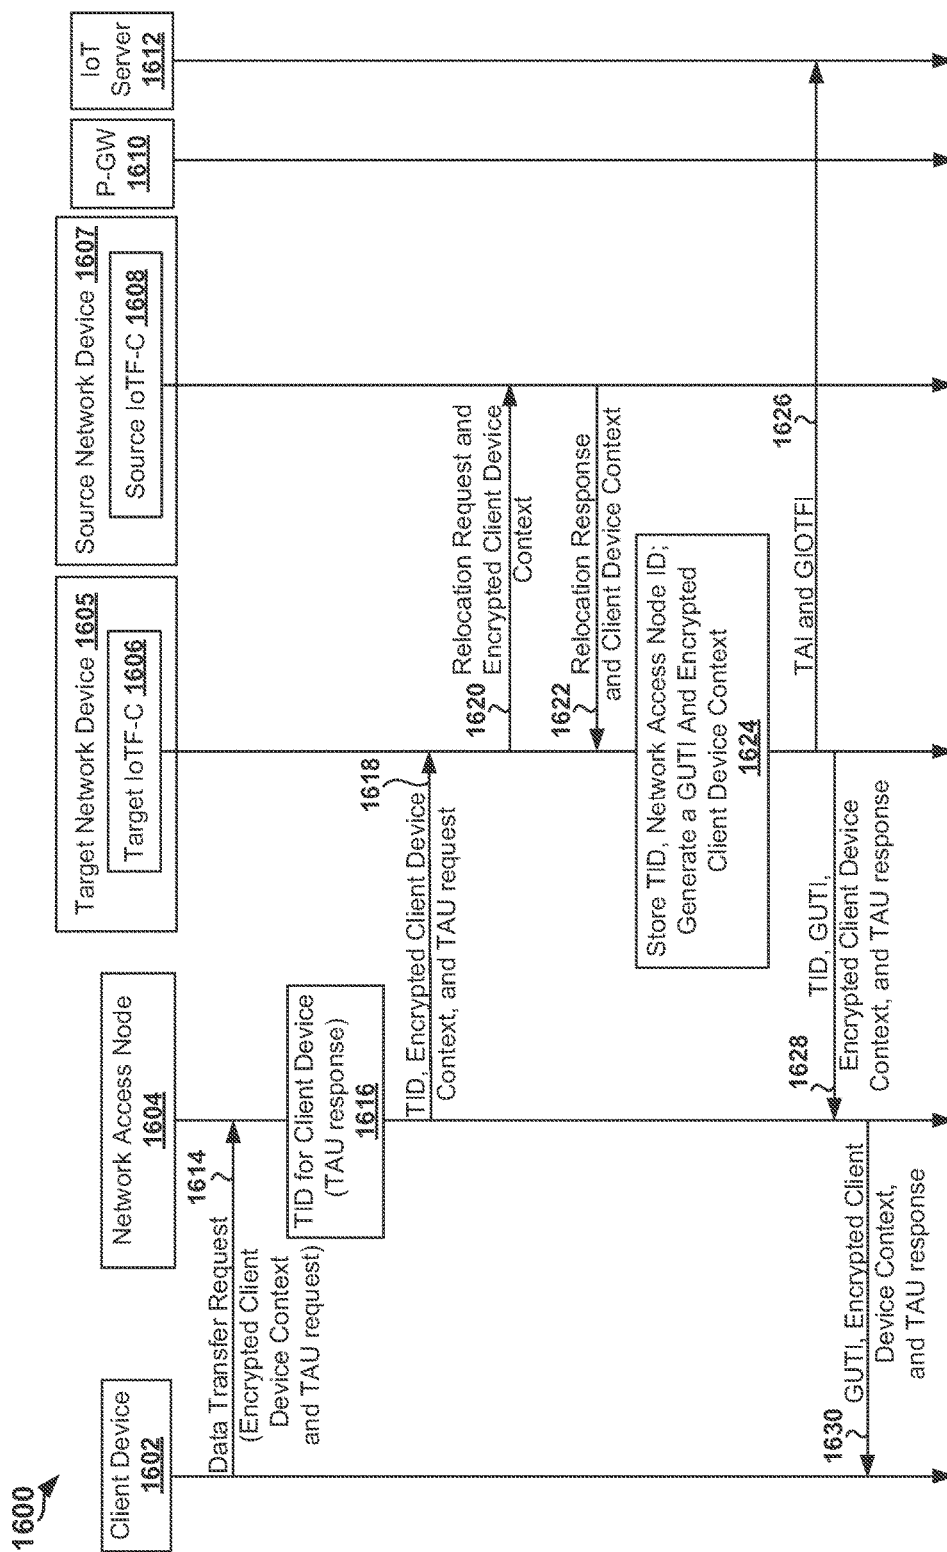 1600
Client Device
1602
Network Access Node
1604
Target Network Device 1605
Target IoTF-C 1606
Source Network Device 1607
Source IoTF-C 1608
P-GW
1610
IoT
Server
1612
1614
Data Transfer Request
(Encrypted Client
Device Context
and TAU request)
TID for Client Device
(TAU response)
1616
1618
TID, Encrypted Client Device
Context, and TAU request
Relocation Request and
Encrypted Client Device
Context
1620
1622
Relocation Response
and Client Device Context
Store TID, Network Access Node ID;
Generate a GUTI And Encrypted
Client Device Context
1624
TAI and GIOTFI
1626
1628
TID, GUTI,
Encrypted Client Device
Context, and TAU response
1630
GUTI, Encrypted Client
Device Context,
and TAU response